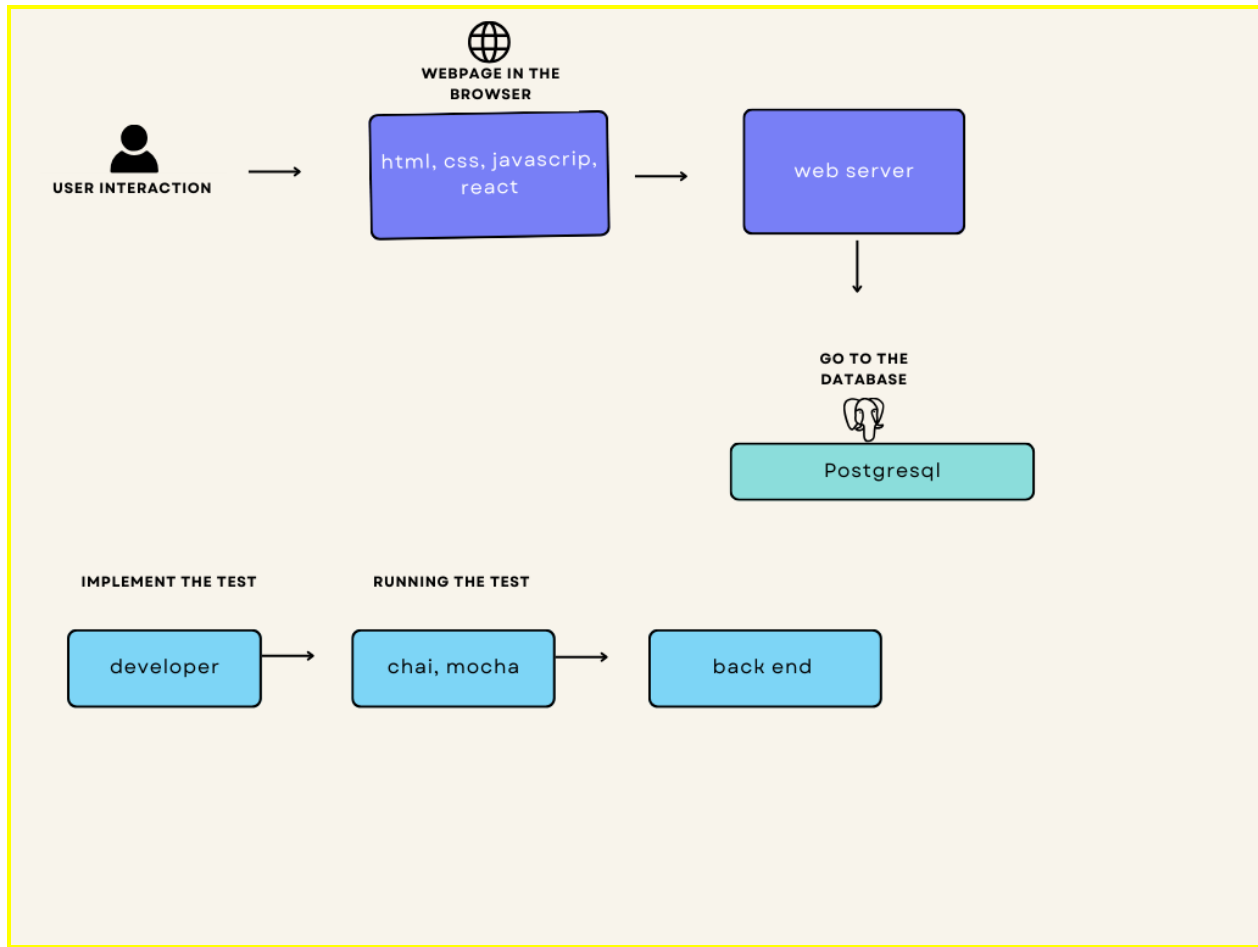 WEBPAGE IN THE
BROWSER
html, css, javascrip,
react
web server
USER INTERACTION
GO TO THE
DATABASE
Postgresql
IMPLEMENT THE TEST
RUNNING THE TEST
developer
chai, mocha
back end